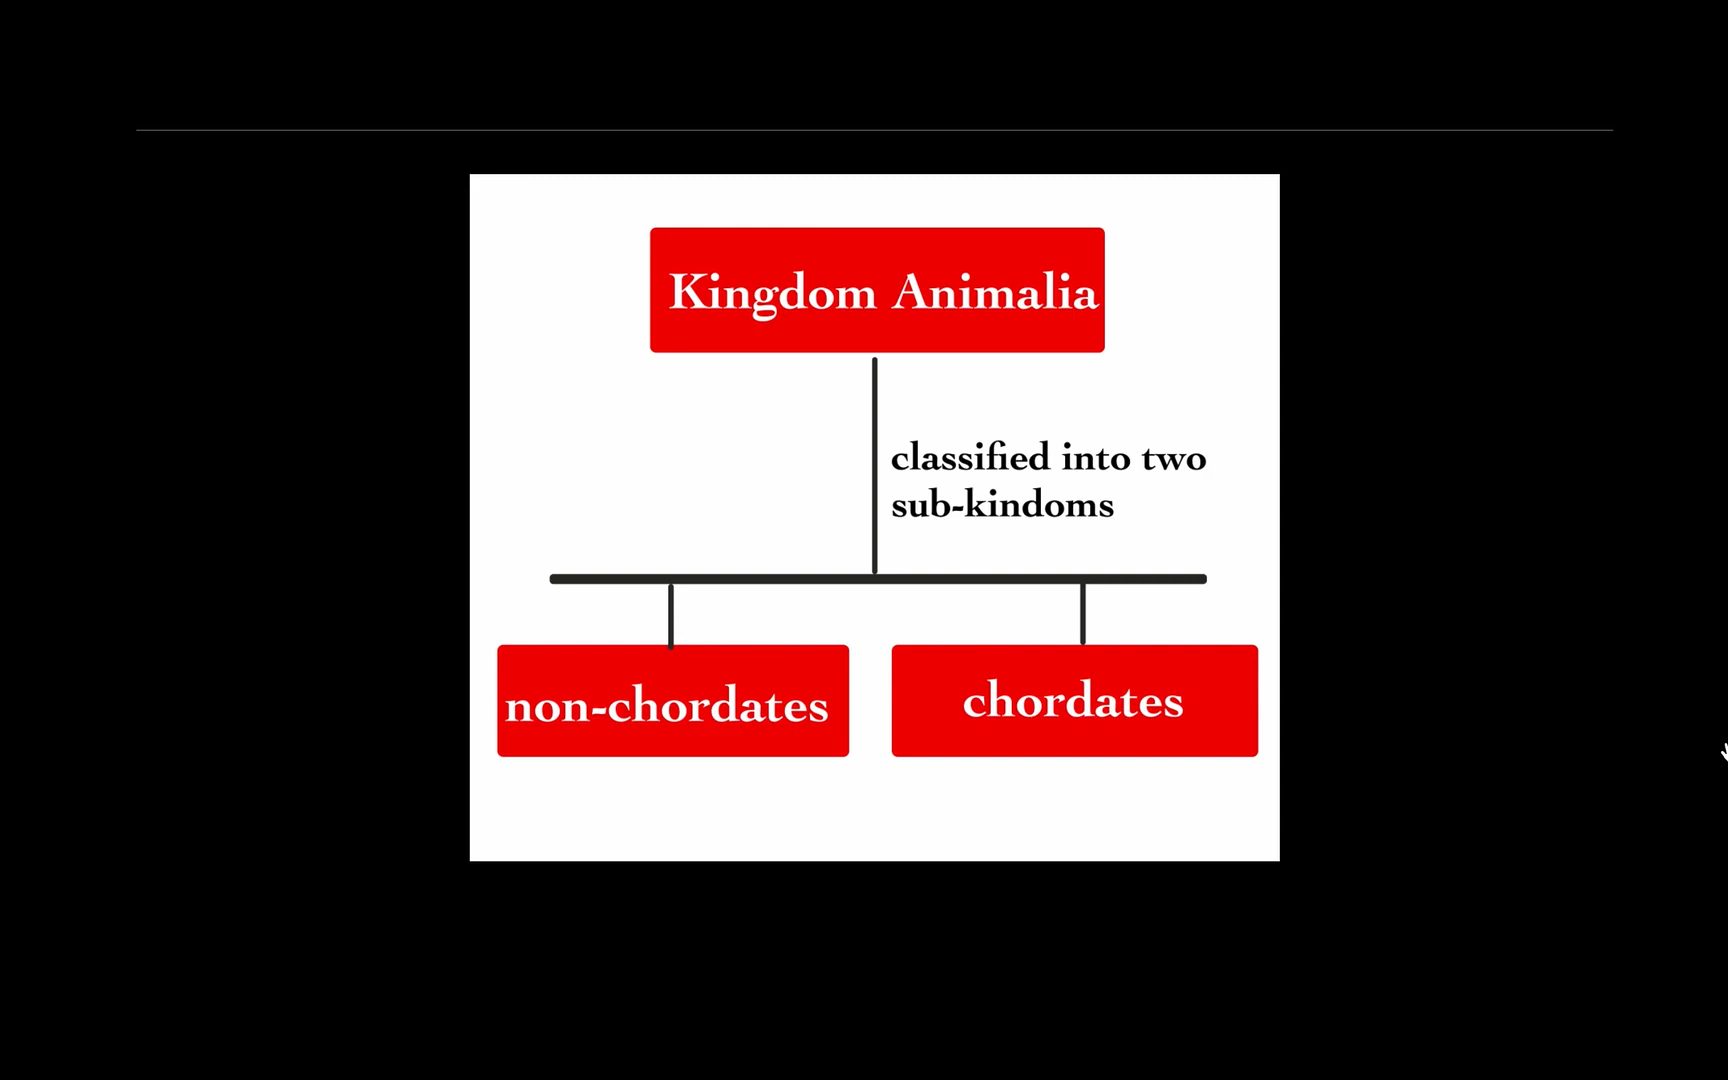 Kingdom Animalia
classified into two
sub-kindoms
non-chordates
chordates